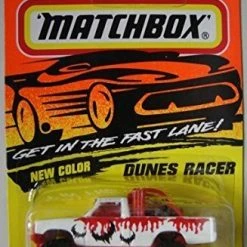 MATCHBOX®
GET IN THE FAST LANE!
NEW COLOR
DUNES RACER